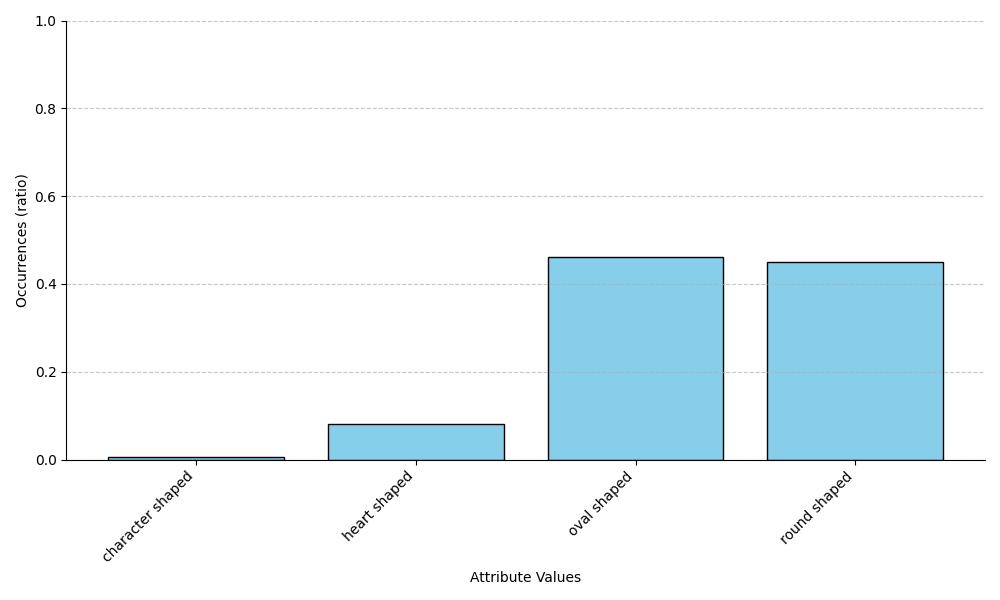 1.0
0.8
0.6
0.4
0.2
0.0
Occurrences (ratio)
character shaped
heart shaped
oval shaped
round shaped
Attribute Values